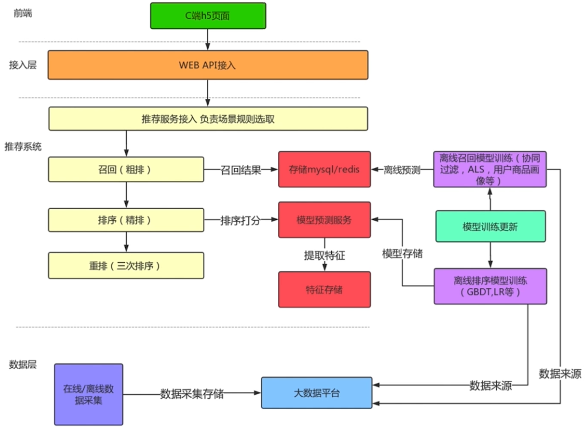 前端
C端h5页面
接入层
WEB API接入
推荐服务接入 负责场景规则选取
推荐系统
召回（粗排）
召回结果
存储mysql/redis
离线预测
离线召回模型训练（协同
过滤，ALS，用户商品画
像等）
排序（精排）
排序打分
模型预测服务
模型训练更新
提取特征
模型存储
重排（三次排序）
特征存储
离线排序模型训练
（GBDT,LR等）
数据层
数据来源
在线/离线数
据采集
数据采集存储
大数据平台
数据来源